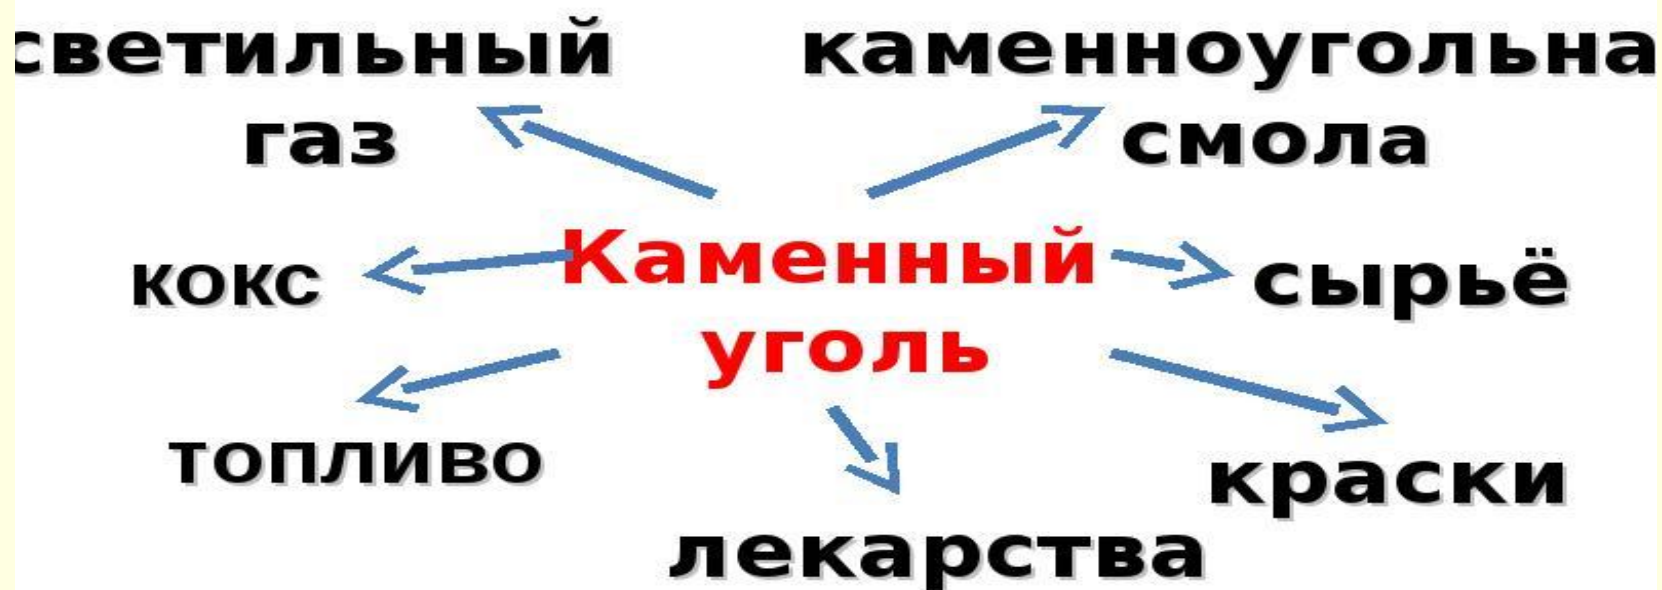 светильный
газ
каменноугольна
смола
Каменный
уголь
кокс
сырьё
топливо
краски
лекарства